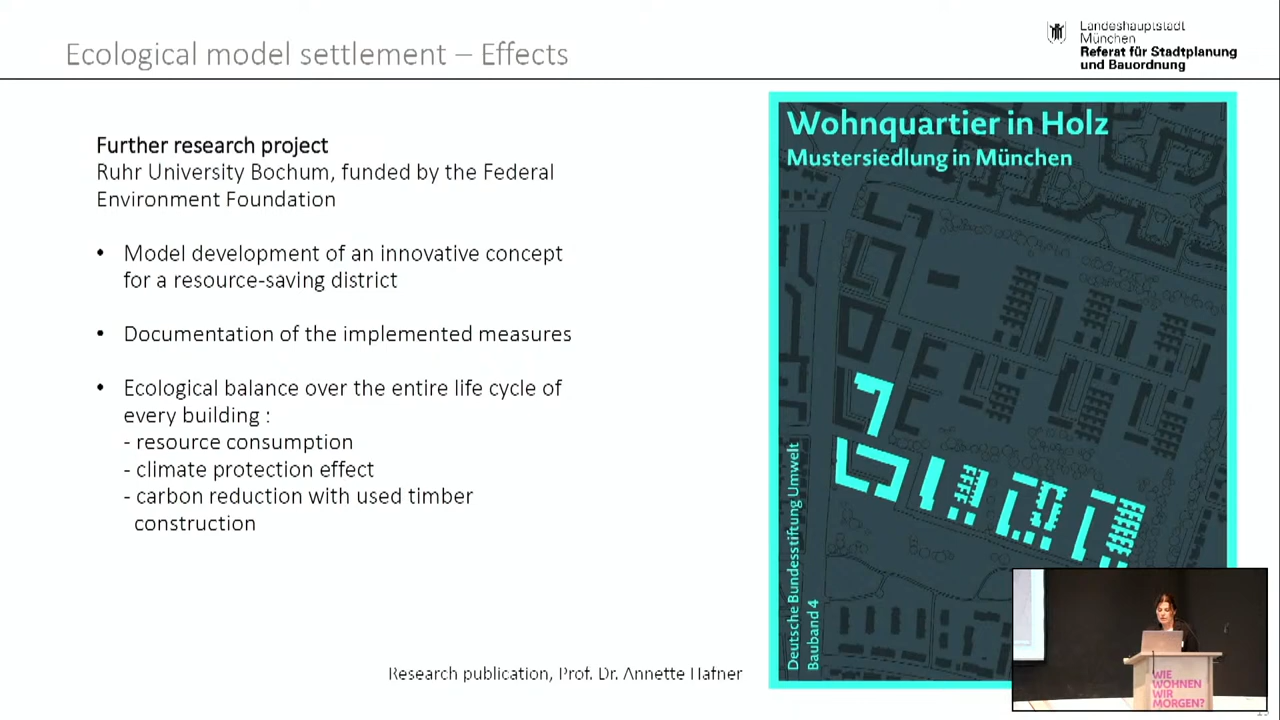 Ecological model settlement – Effects
Landeshauptstadt
München
Referat für Stadtplanung
und Bauordnung
Further research project
Ruhr University Bochum, funded by the Federal
Environment Foundation
• Model development of an innovative concept
for a resource-saving district
• Documentation of the implemented measures
• Ecological balance over the entire life cycle of
every building :
- resource consumption
- climate protection effect
- carbon reduction with used timber
construction
Research publication, Prof. Dr. Annette Hafner
Wohnquartier in Holz
Mustersiedlung in München
Deutsche Bundesstiftung Umwelt
Bauband 4
WIE
WOHNEN
WIR
MORGEN?